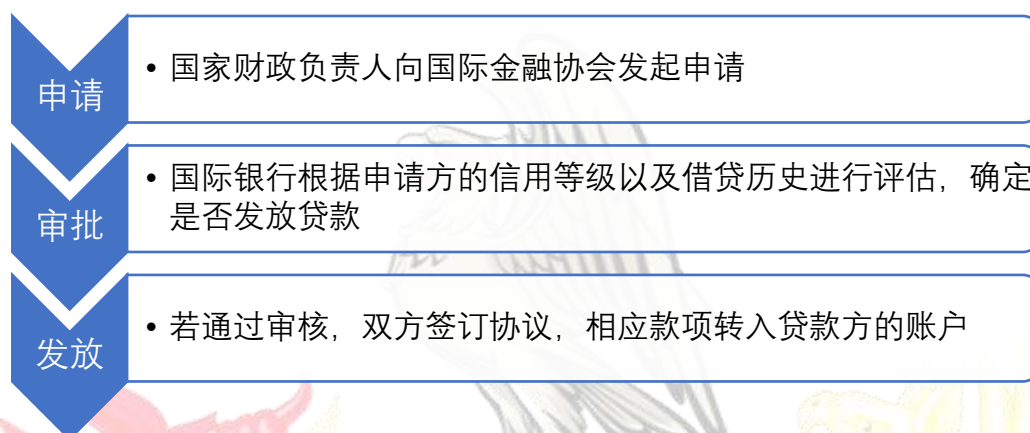 申请
• 国家财政负责人向国际金融协会发起申请
审批
• 国际银行根据申请方的信用等级以及借贷历史进行评估，确定
是否发放贷款
发放
• 若通过审核，双方签订协议，相应款项转入贷款方的账户